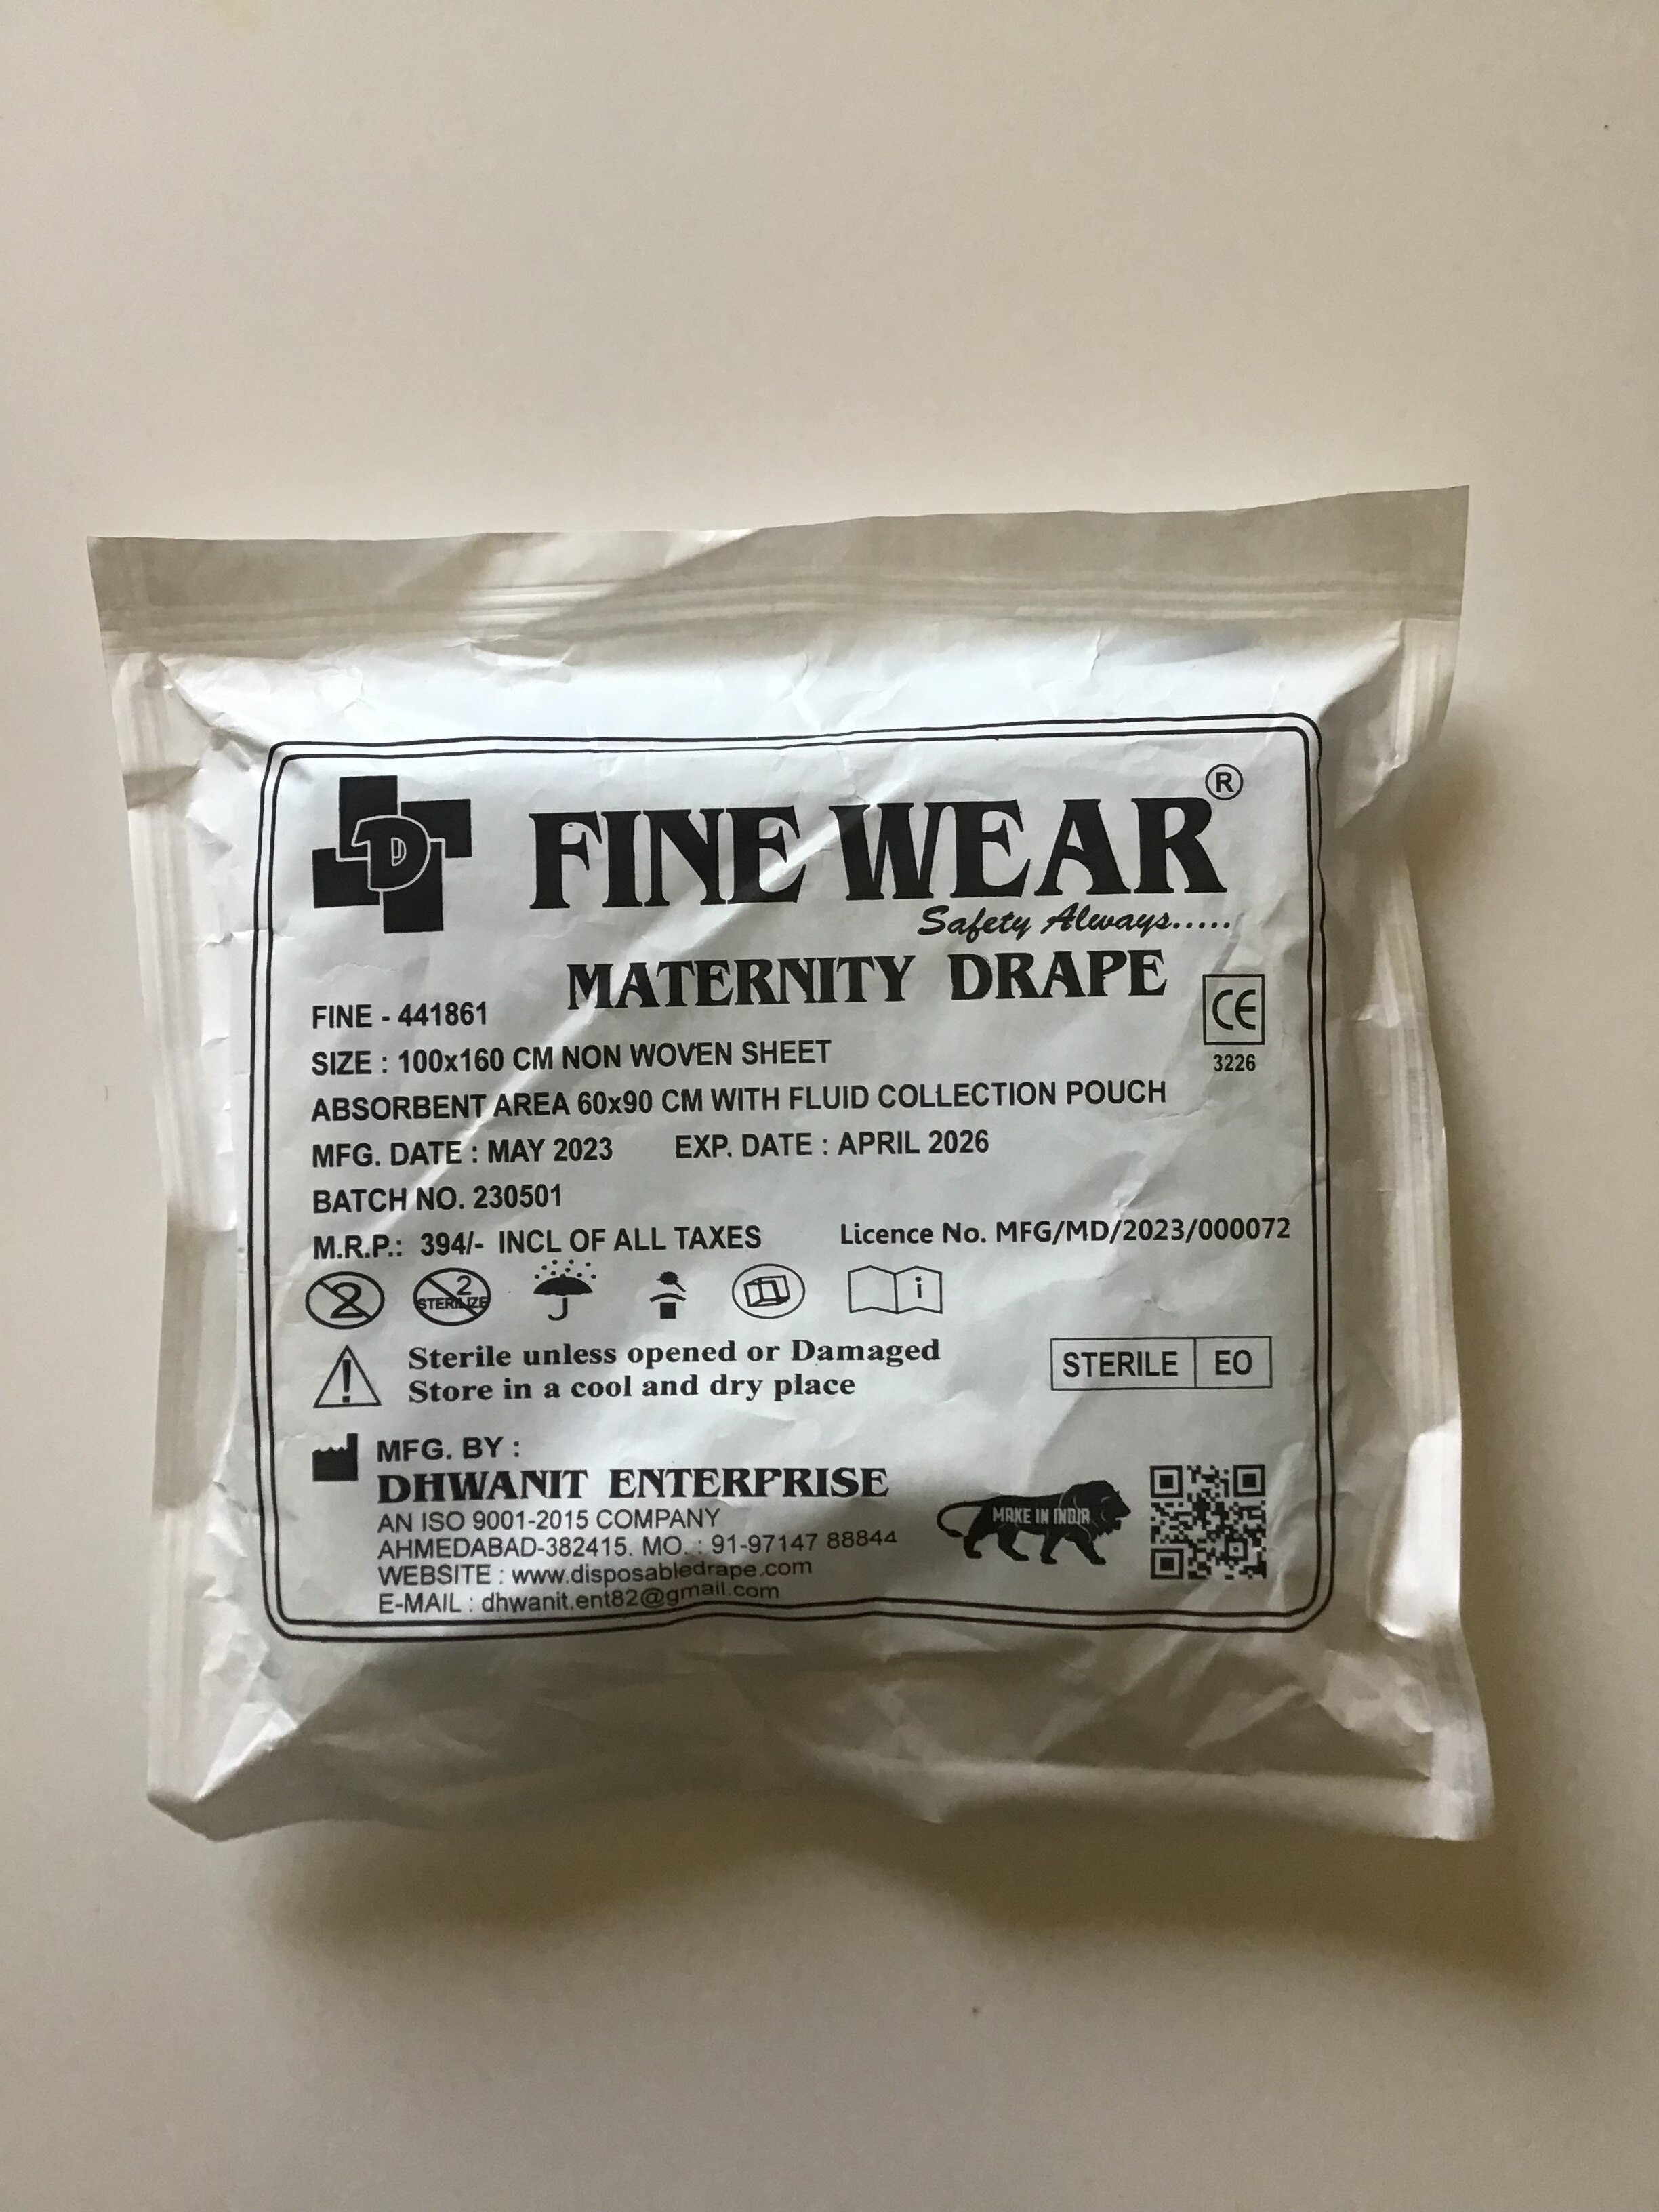 D
FINE WEAR ®
Safety Always.....
MATERNITY DRAPE
FINE - 441861
CE
3226
SIZE : 100x160 CM NON WOVEN SHEET
ABSORBENT AREA 60x90 CM WITH FLUID COLLECTION POUCH
MFG. DATE : MAY 2023 EXP. DATE : APRIL 2026
BATCH NO. 230501
M.R.P.: 394/- INCL OF ALL TAXES Licence No. MFG/MD/2023/000072
2
2
STERILIZE
i
Sterile unless opened or Damaged
Store in a cool and dry place
STERILE EO
MFG. BY :
DHWANIT ENTERPRISE
AN ISO 9001-2015 COMPANY
AHMEDABAD-382415. MO. : 91-97147 88844
WEBSITE : www.disposabledrape.com
E-MAIL : dhwanit.ent82@gmail.com
MAKE IN INDIA